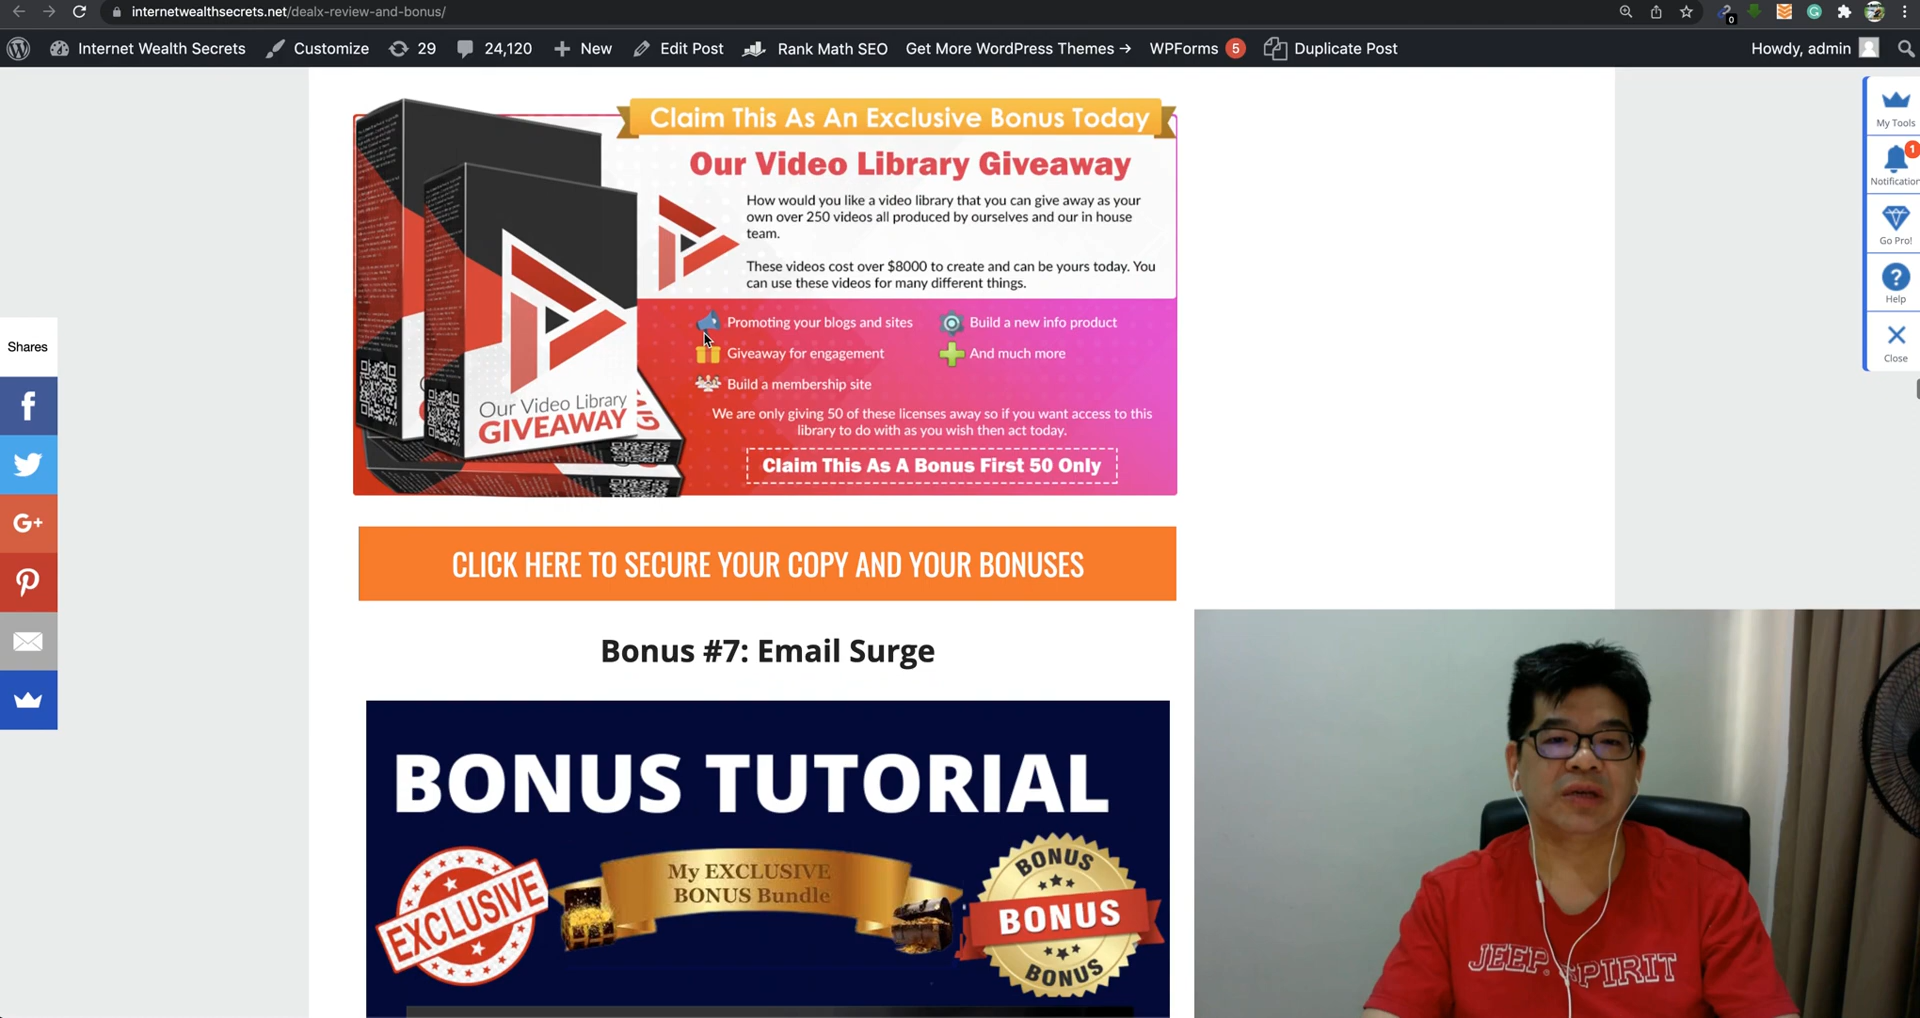 internetwealthsecrets.net/dealx-review-and-bonus/
0
Internet Wealth Secrets
Customize
29
24,120
New
Edit Post
Rank Math SEO
Get More WordPress Themes →
WPForms 5
Duplicate Post
Howdy, admin
Claim This As An Exclusive Bonus Today
Our Video Library Giveaway
How would you like a video library that you can give away as your
own over 250 videos all produced by ourselves and our in house
team.
These videos cost over $8000 to create and can be yours today. You
can use these videos for many different things.
Promoting your blogs and sites
Build a new info product
Giveaway for engagement
And much more
Build a membership site
We are only giving 50 of these licenses away so if you want access to this
library to do with as you wish then act today.
Claim This As A Bonus First 50 Only
Our Video Library
GIVEAWAY
My Tools
1
Notification
Go Pro!
Help
Close
Shares
f
G+
CLICK HERE TO SECURE YOUR COPY AND YOUR BONUSES
Bonus #7: Email Surge
BONUS TUTORIAL
EXCLUSIVE
My EXCLUSIVE
BONUS Bundle
BONUS
BONUS
BONUS
JEEP SPIRIT